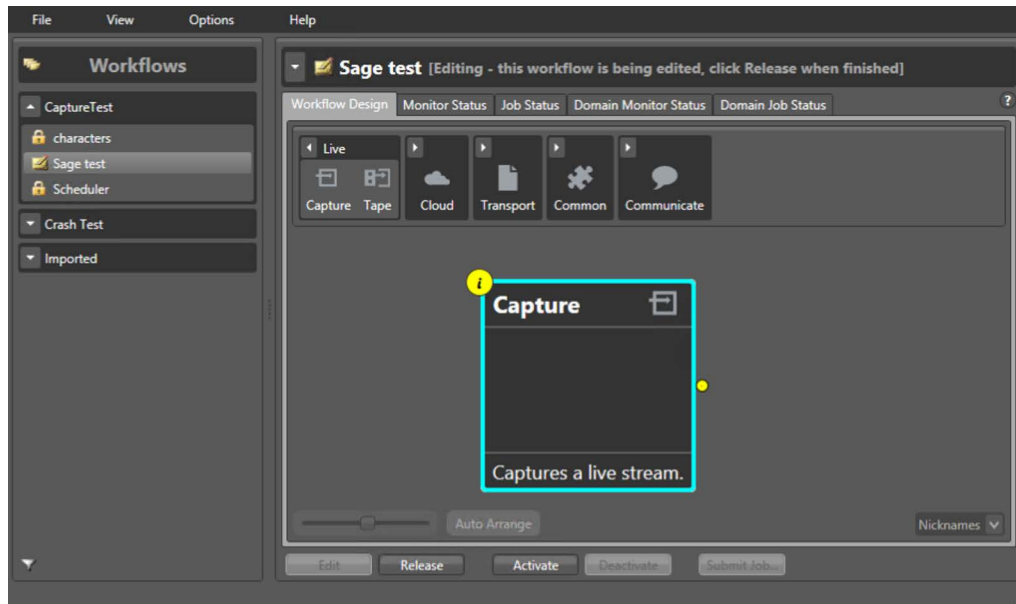 File View Options Help
Workflows
CaptureTest
characters
Sage test
Scheduler
Crash Test
Imported
Sage test [Editing - this workflow is being edited, click Release when finished]
Workflow Design Monitor Status Job Status Domain Monitor Status Domain Job Status
?
Live
Capture Tape Cloud Transport Common Communicate
i
Capture
Captures a live stream.
Auto Arrange Nicknames
Edit Release Activate Deactivate Submit Job...